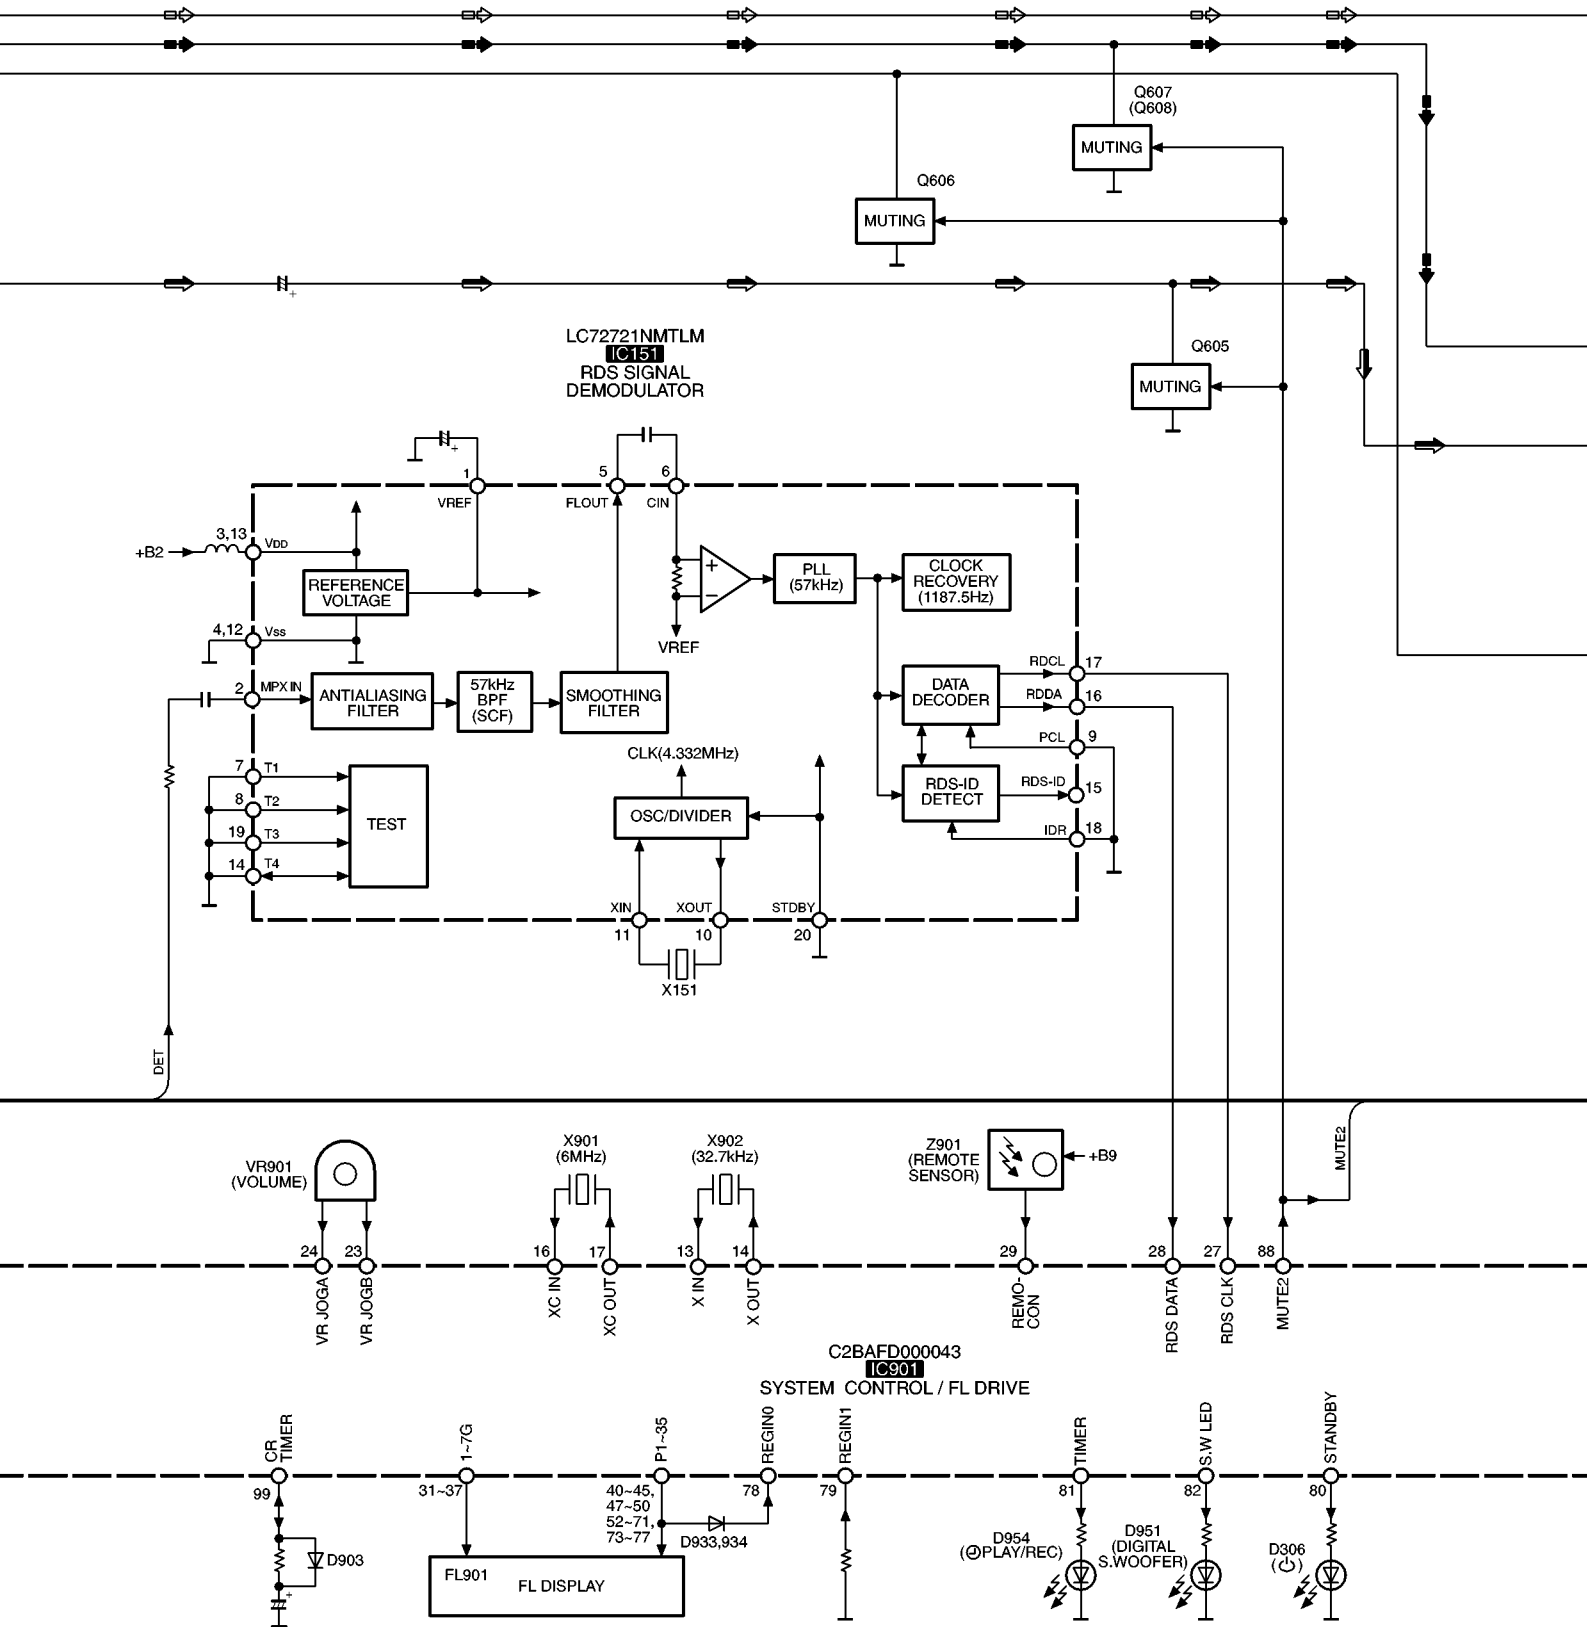 Q607
(Q608)
MUTING
Q606
MUTING
LC72721NMTLM
IC151
RDS SIGNAL
DEMODULATOR
Q605
MUTING
1
5
6
VREF
FLOUT
CIN
+
3,13
+B2
VDD
REFERENCE
VOLTAGE
+
−
VREF
PLL
(57kHz)
CLOCK
RECOVERY
(1187.5Hz)
4,12
VSS
2
MPX IN
ANTIALIASING
FILTER
57kHz
BPF
(SCF)
SMOOTHING
FILTER
DATA
DECODER
RDCL
17
RDDA
16
PCL
9
RDS-ID
DETECT
RDS-ID
15
IDR
18
7
T1
8
T2
19
T3
14
T4
TEST
CLK(4.332MHz)
OSC/DIVIDER
XIN
XOUT
STDBY
11
10
20
X151
DET
VR901
(VOLUME)
X901
(6MHz)
X902
(32.7kHz)
Z901
(REMOTE
SENSOR)
+B9
MUTE2
24
23
16
17
13
14
29
28
27
88
VR JOGA
VR JOGB
XC IN
XC OUT
X IN
X OUT
REMO-
CON
RDS DATA
RDS CLK
MUTE2
C2BAFD000043
IC901
SYSTEM CONTROL / FL DRIVE
CR
TIMER
1~7G
P1~35
REGIN0
REGIN1
TIMER
S.W LED
STANDBY
99
31~37
40~45,
47~50
52~71,
73~77
78
79
81
82
80
D933,934
D903
+
FL901
FL DISPLAY
D954
(PLAY/REC)
D951
(DIGITAL
S.WOOFER)
D306
(⏻)